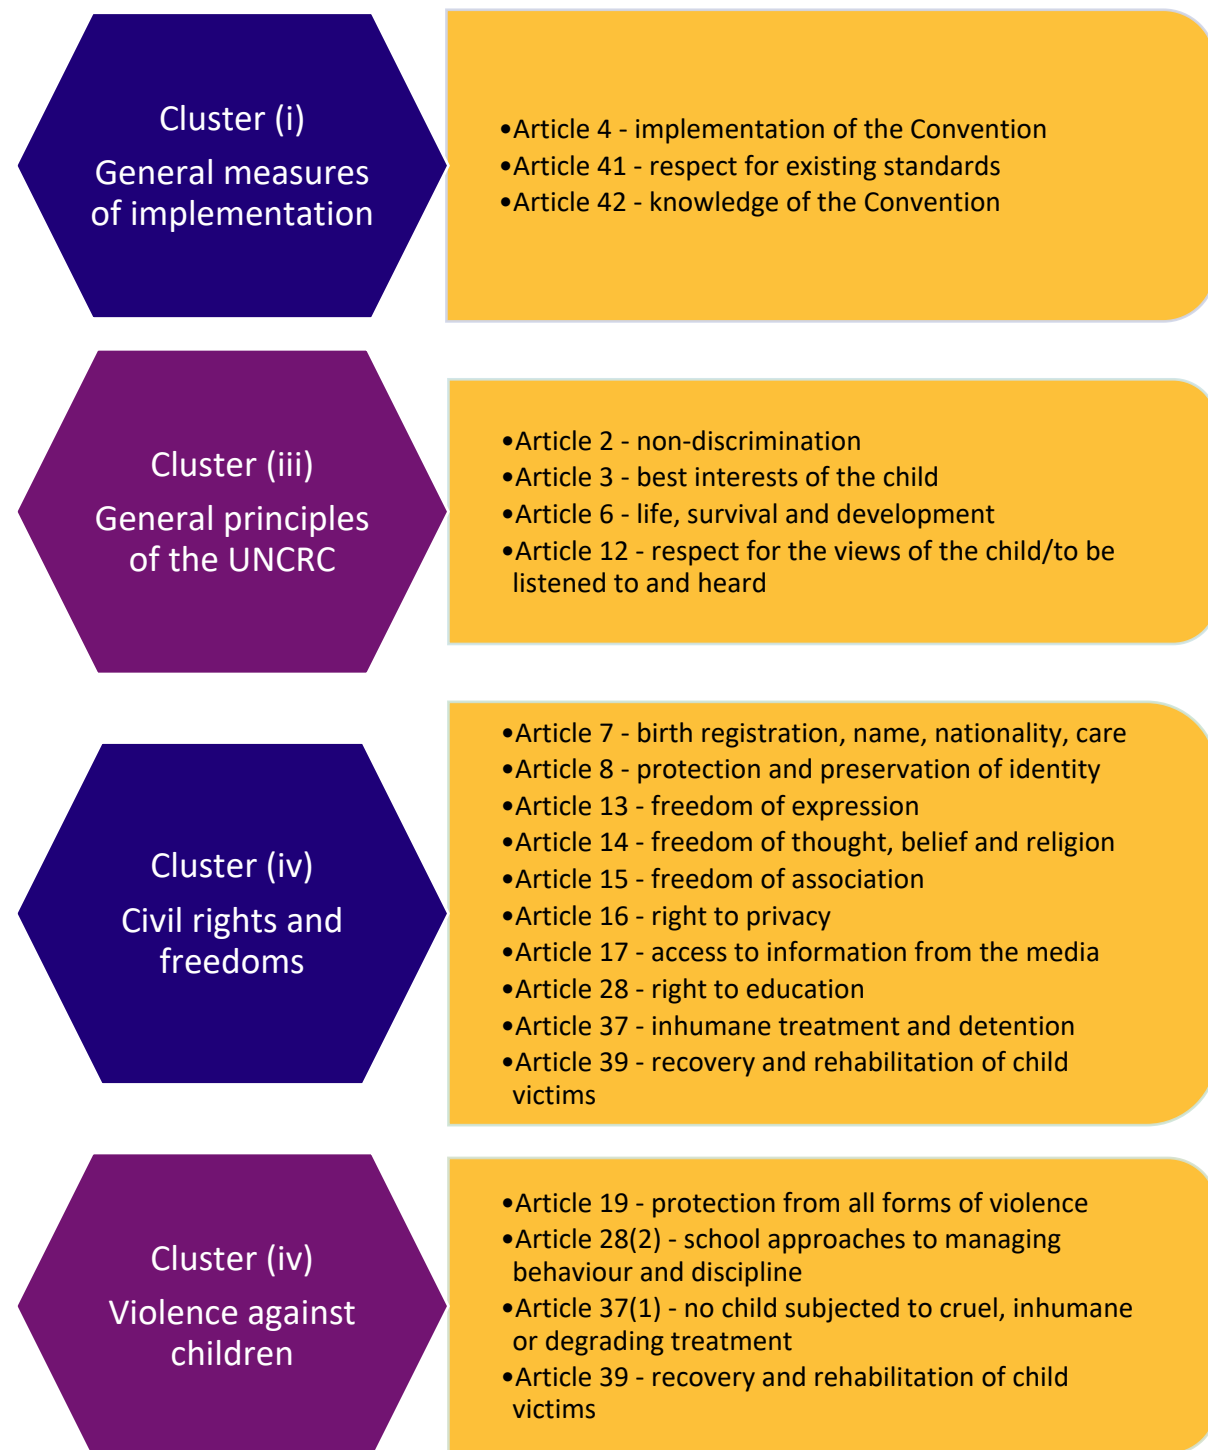 Cluster (i)
General measures
of implementation
•Article 4 - implementation of the Convention
•Article 41 - respect for existing standards
•Article 42 - knowledge of the Convention
Cluster (iii)
General principles
of the UNCRC
•Article 2 - non-discrimination
•Article 3 - best interests of the child
•Article 6 - life, survival and development
•Article 12 - respect for the views of the child/to be
listened to and heard
Cluster (iv)
Civil rights and
freedoms
•Article 7 - birth registration, name, nationality, care
•Article 8 - protection and preservation of identity
•Article 13 - freedom of expression
•Article 14 - freedom of thought, belief and religion
•Article 15 - freedom of association
•Article 16 - right to privacy
•Article 17 - access to information from the media
•Article 28 - right to education
•Article 37 - inhumane treatment and detention
•Article 39 - recovery and rehabilitation of child
victims
Cluster (iv)
Violence against
children
•Article 19 - protection from all forms of violence
•Article 28(2) - school approaches to managing
behaviour and discipline
•Article 37(1) - no child subjected to cruel, inhumane
or degrading treatment
•Article 39 - recovery and rehabilitation of child
victims